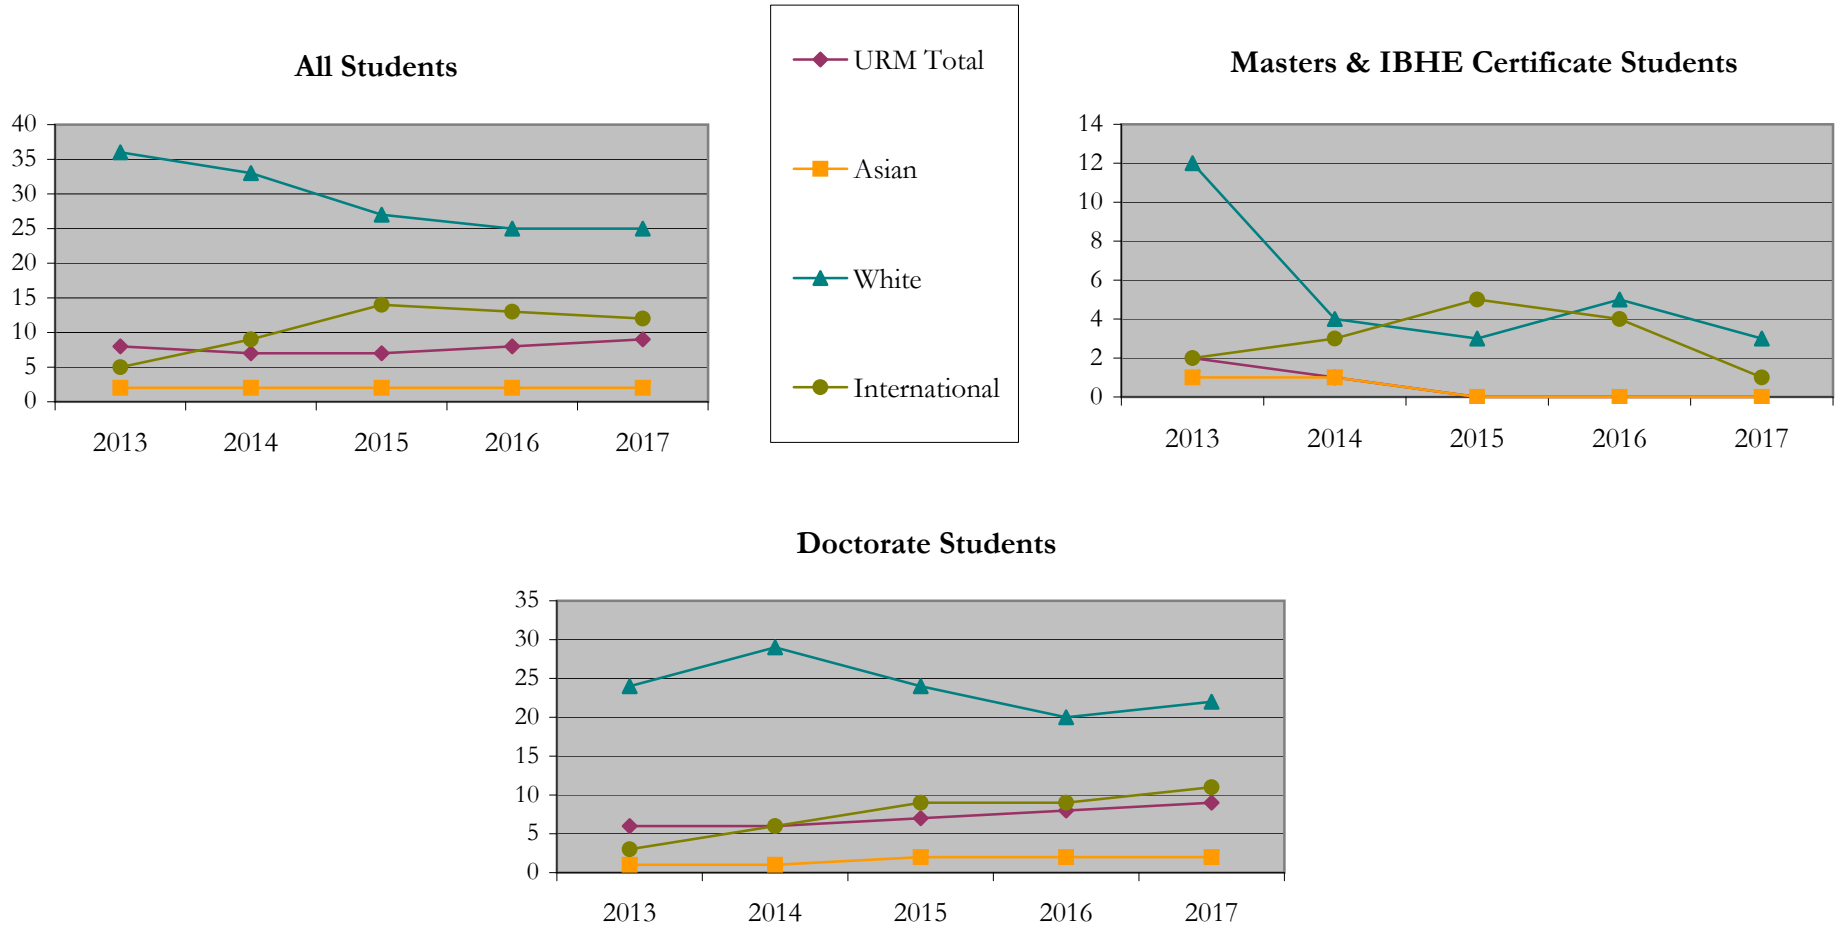 All Students
40
35
30
25
20
15
10
5
0
2013 2014 2015 2016 2017
URM Total
Asian
White
International
Masters & IBHE Certificate Students
14
12
10
8
6
4
2
0
2013 2014 2015 2016 2017
Doctorate Students
35
30
25
20
15
10
5
0
2013 2014 2015 2016 2017